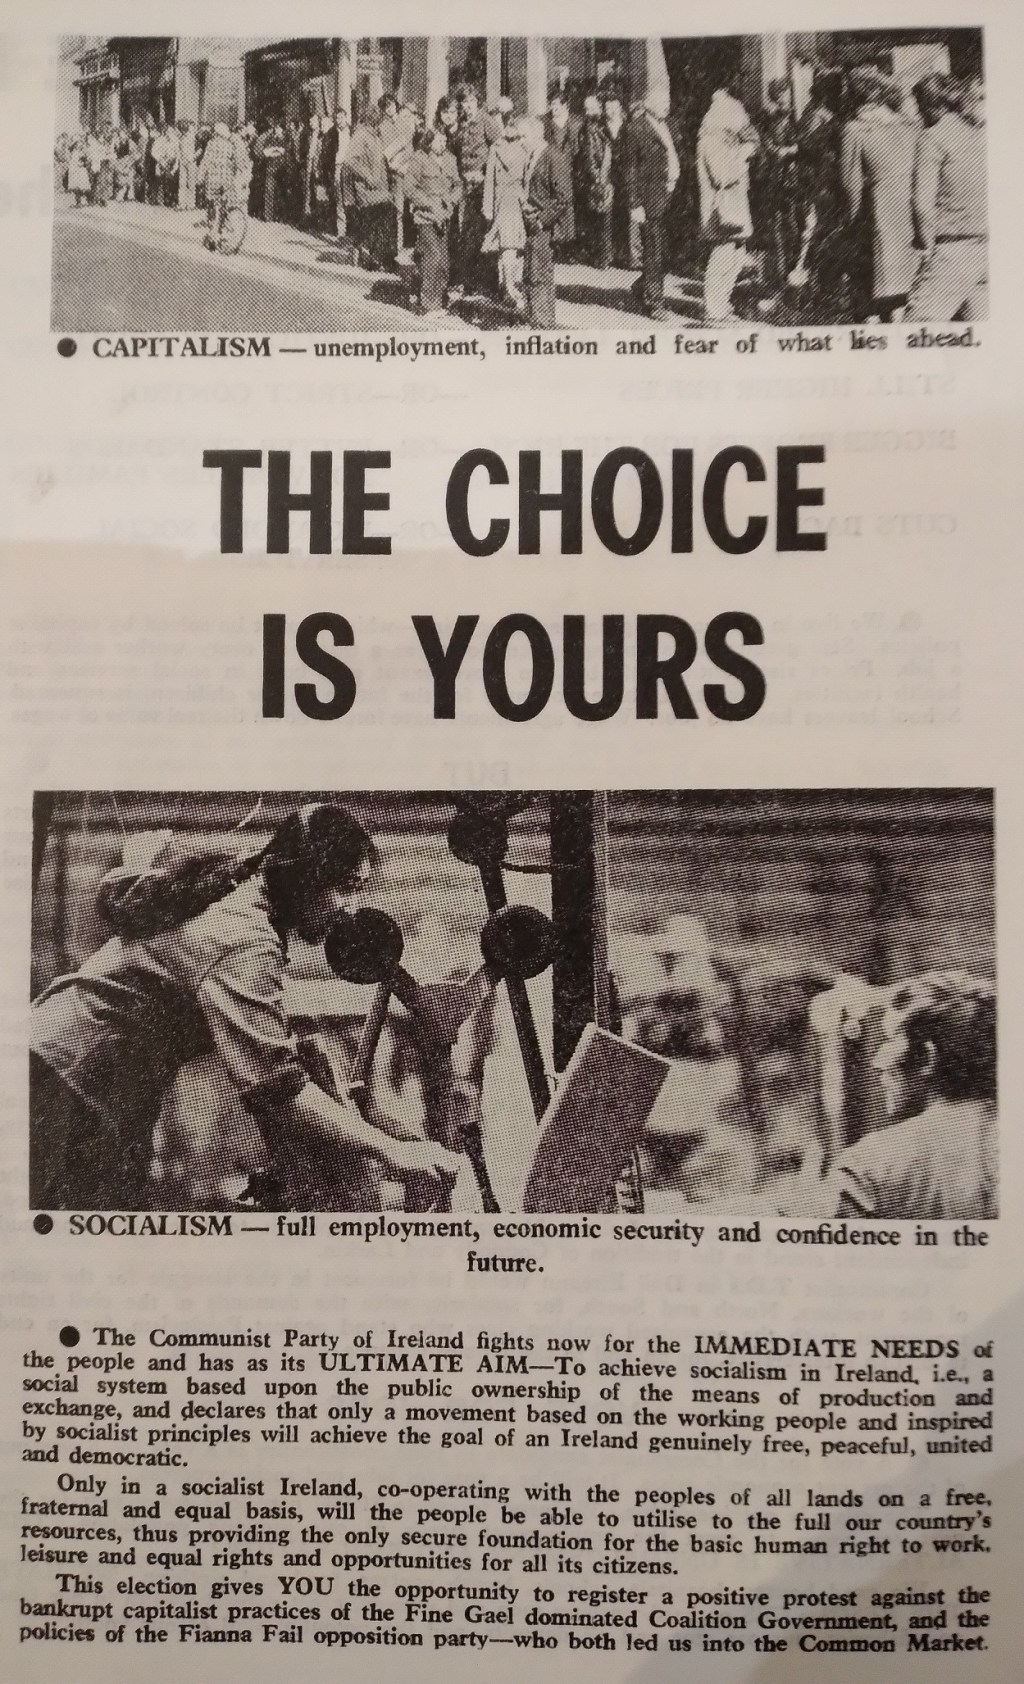 ● CAPITALISM — unemployment, inflation and fear of what lies ahead.
THE CHOICE
IS YOURS
● SOCIALISM — full employment, economic security and confidence in the
future.
● The Communist Party of Ireland fights now for the IMMEDIATE NEEDS of
the people and has as its ULTIMATE AIM—To achieve socialism in Ireland, i.e., a
social system based upon the public ownership of the means of production and
exchange, and declares that only a movement based on the working people and inspired
by socialist principles will achieve the goal of an Ireland genuinely free, peaceful, united
and democratic.
Only in a socialist Ireland, co-operating with the peoples of all lands on a free,
fraternal and equal basis, will the people be able to utilise to the full our country's
resources, thus providing the only secure foundation for the basic human right to work,
leisure and equal rights and opportunities for all its citizens.
This election gives YOU the opportunity to register a positive protest against the
bankrupt capitalist practices of the Fine Gael dominated Coalition Government, and the
policies of the Fianna Fail opposition party—who both led us into the Common Market.